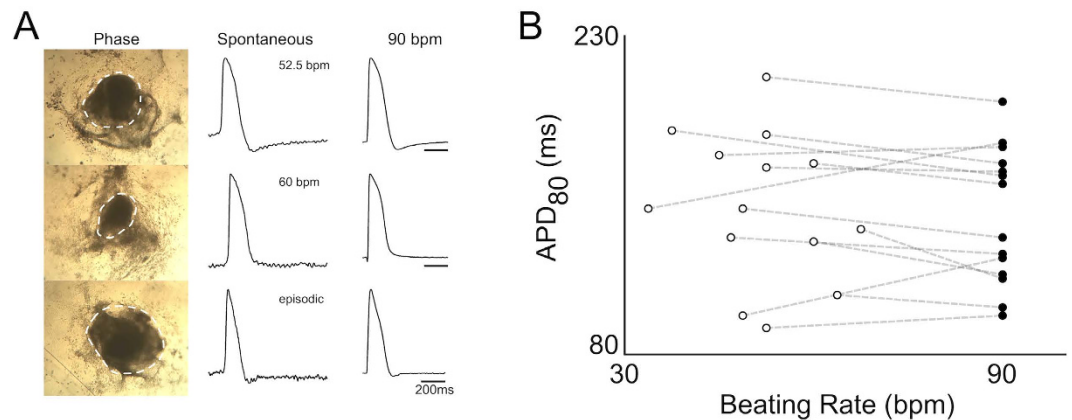 A
Phase
Spontaneous
90 bpm
52.5 bpm
60 bpm
episodic
200ms
B
230
APD80 (ms)
80
30
90
Beating Rate (bpm)